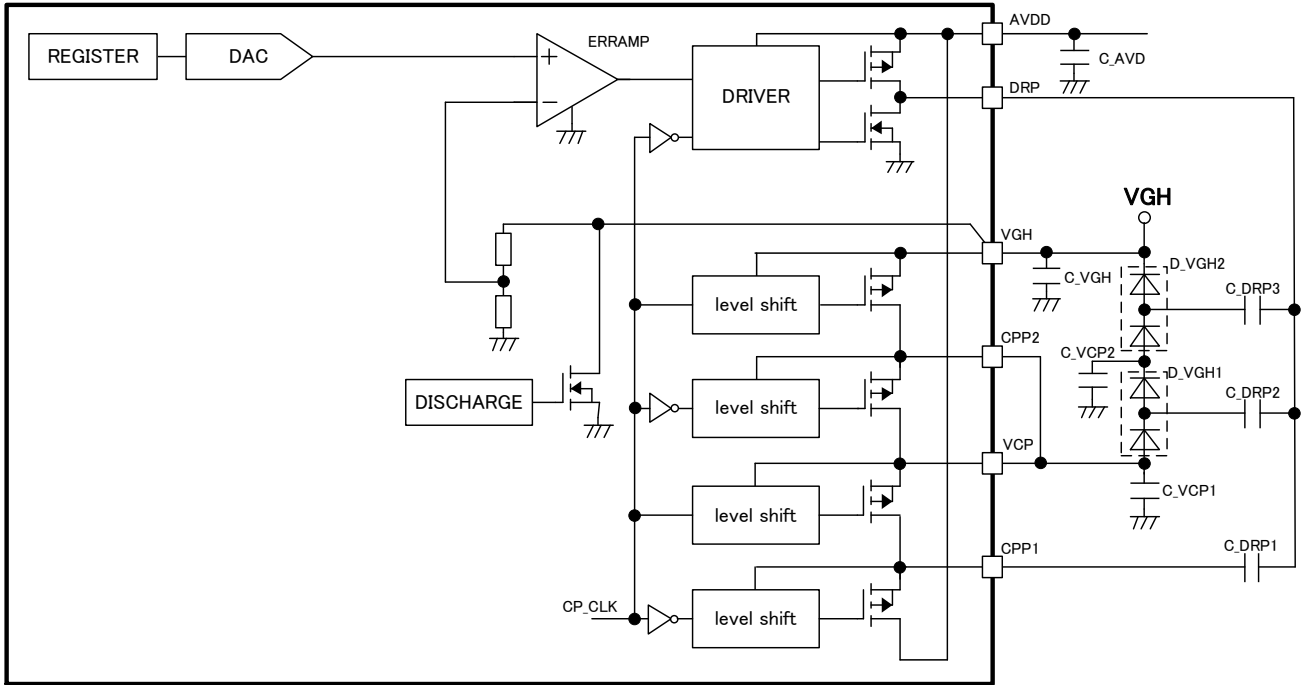 AVDD
C_AVD
REGISTER
DAC
ERRAMP
+
−
DRIVER
DRP
VGH
VGH
D_VGH2
C_VGH
C_DRP3
level shift
CPP2
C_VCP2
D_VGH1
C_DRP2
DISCHARGE
level shift
VCP
C_VCP1
level shift
CPP1
C_DRP1
CP_CLK
level shift